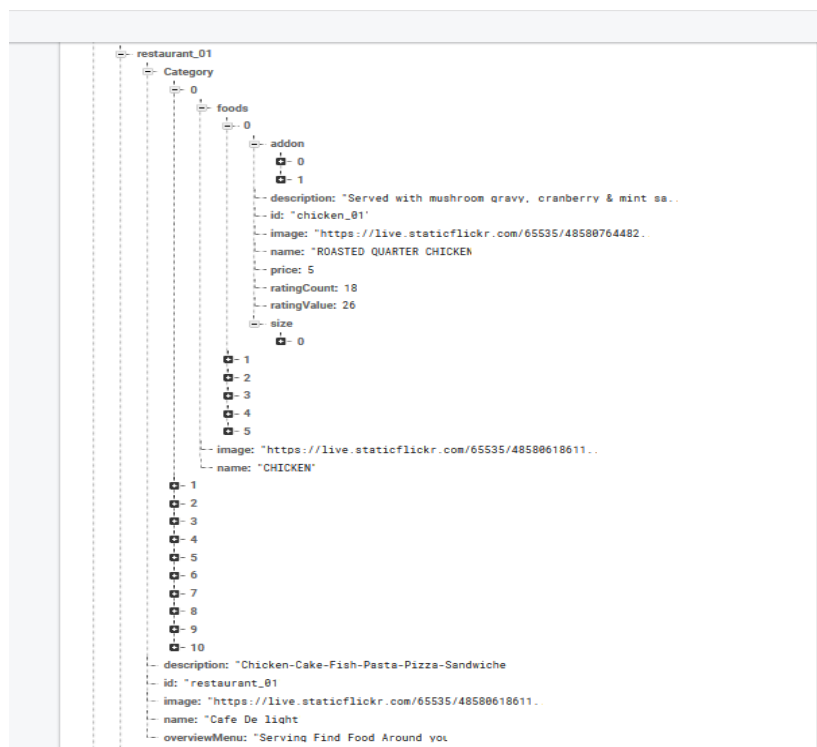 restaurant_01
Category
0
foods
0
addon
0
1
description: "Served with mushroom gravy, cranberry & mint sa..
id: "chicken_01"
image: "https://live.staticflickr.com/65535/48580764482.
name: "ROASTED QUARTER CHICKEN
price: 5
ratingCount: 18
ratingValue: 26
size
0
1
2
3
4
5
image: "https://live.staticflickr.com/65535/48580618611..
name: "CHICKEN"
1
2
3
4
5
6
7
8
9
10
description: "Chicken-Cake-Fish-Pasta-Pizza-Sandwiche
id: "restaurant_01
image: "https://live.staticflickr.com/65535/48580618611.
name: "Cafe De light
overviewMenu: "Serving Find Food Around you